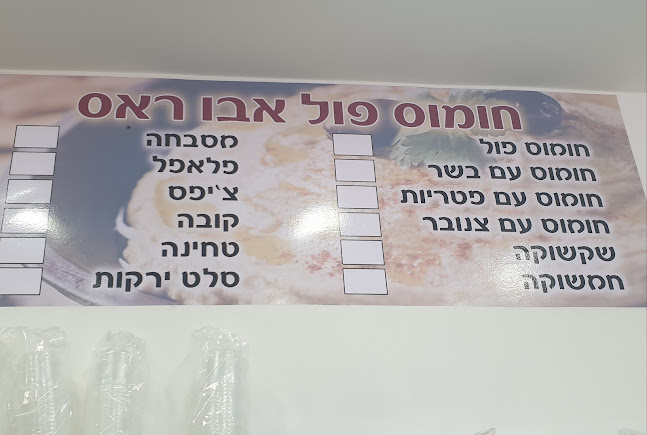 חומוס פול אבו ראס
חומוס פול
חומוס עם בשר
חומוס עם פטריות
חומוס עם צנובר
שקשוקה
חמשוקה
מסבחה
פלאפל
צ'יפס
קובה
טחינה
סלט ירקות